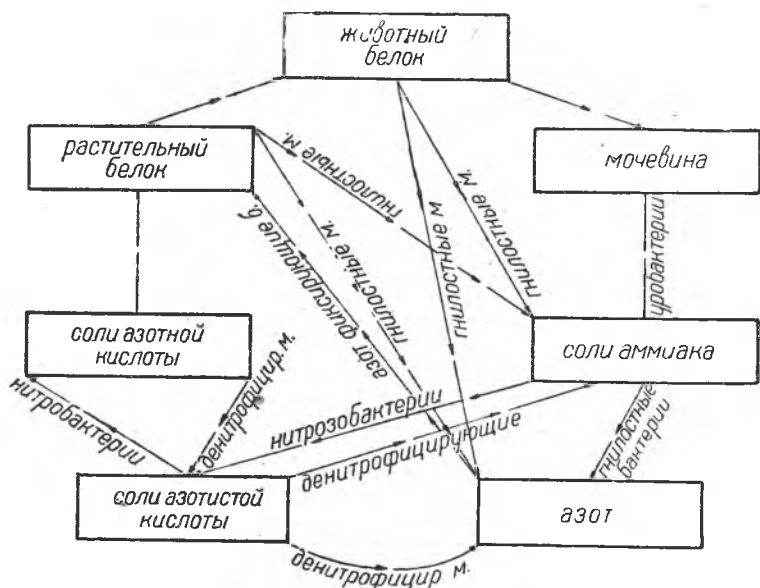 животный
белок
растительный
белок
мочевина
гнилостные м.
гнилостные м.
гнилостные м
гнилостные м.
азот фиксирующие б.
уробактерии
соли азотной
кислоты
соли аммиака
нитробактерии
денитрофицир. м.
нитрозобактерии
денитрофицирующие
гнилостные
бактерии
соли азотистой
кислоты
азот
денитрофицир м.